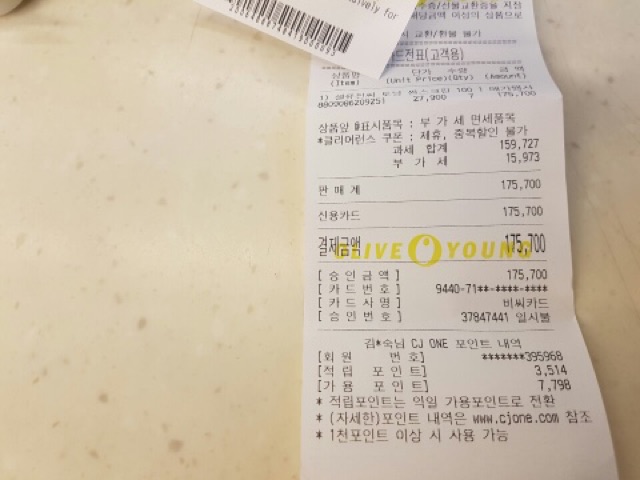 sively for
교환/환불 불가
전표(고객용)
상품명 단가 수량 금 액
(Item) (Unit Price)(Qty) (Amount)
27,900 7 175,700
상품앞 #표시품목 : 부 가 세 면세품목
*클리어런스 쿠폰 : 제휴, 중복할인 불가
과세 합계 159,727
부 가 세 15,973
판 매 계 175,700
신용카드 175,700
결제금액 175,700
OLIVE YOUNG
[ 승 인 금 액 ] 175,700
[ 카 드 번 호 ] 9440-71**-****-****
[ 카 드 사 명 ] 비씨카드
[ 승 인 번 호 ] 37847441 일시불
김*숙님 CJ ONE 포인트 내역
[회 원 번 호] *******395968
[적 립 포 인 트] 3,514
[가 용 포 인 트] 7,798
* 적립포인트는 익일 가용포인트로 전환
* (자세한)포인트 내역은 www.cjone.com 참조
* 1천포인트 이상 시 사용 가능